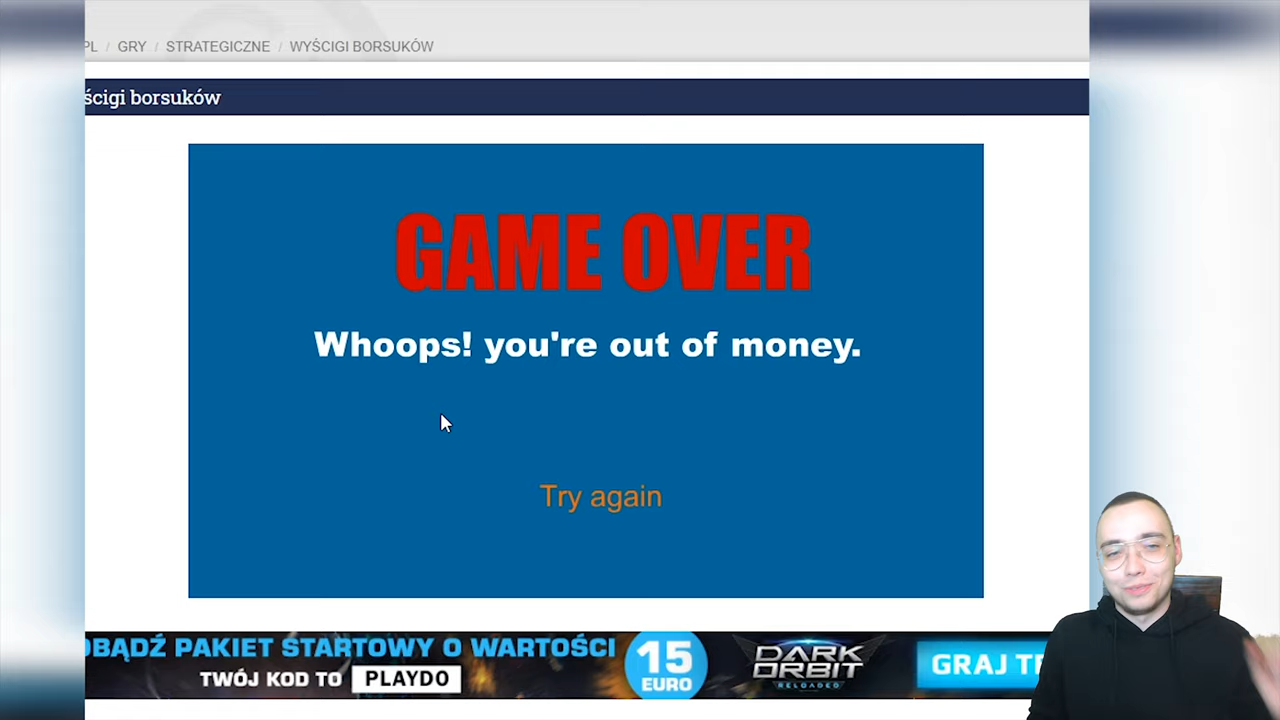 PL / GRY / STRATEGICZNE / WYŚCIGI BORSUKÓW
ścigi borsuków
GAME OVER
Whoops! you're out of money.
Try again
OBĄDŹ PAKIET STARTOWY O WARTOŚCI
TWÓJ KOD TO PLAYDO
15
EURO
DARK
ORBIT
RELOADED
GRAJ TE